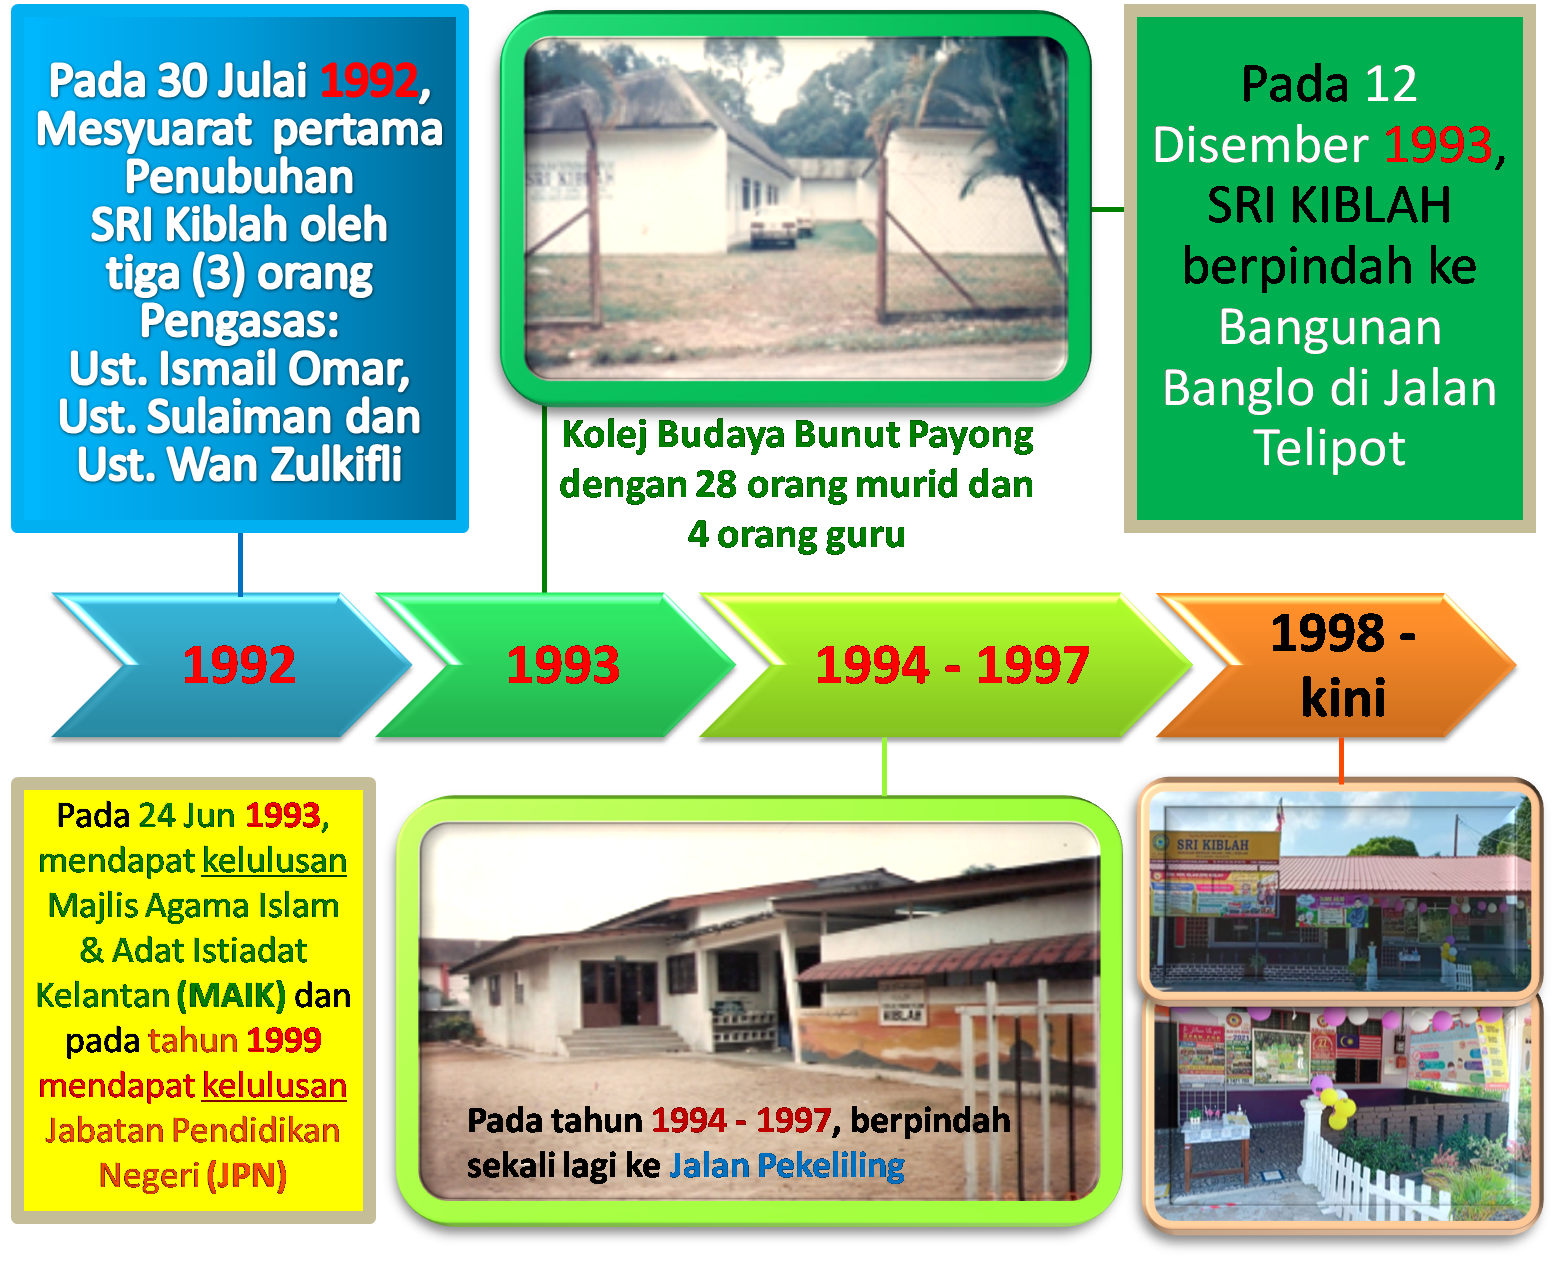 Pada 30 Julai 1992,
Mesyuarat pertama
Penubuhan
SRI Kiblah oleh
tiga (3) orang
Pengasas:
Ust. Ismail Omar,
Ust. Sulaiman dan
Ust. Wan Zulkifli
SRI KIBLAH
Kolej Budaya Bunut Payong
dengan 28 orang murid dan
4 orang guru
Pada 12
Disember 1993,
SRI KIBLAH
berpindah ke
Bangunan
Banglo di Jalan
Telipot
1992
1993
1994 - 1997
1998 -
kini
Pada 24 Jun 1993,
mendapat kelulusan
Majlis Agama Islam
& Adat Istiadat
Kelantan (MAIK) dan
pada tahun 1999
mendapat kelulusan
Jabatan Pendidikan
Negeri (JPN)
KIBLAH
Pada tahun 1994 - 1997, berpindah
sekali lagi ke Jalan Pekeliling
SRI KIBLAH
2021